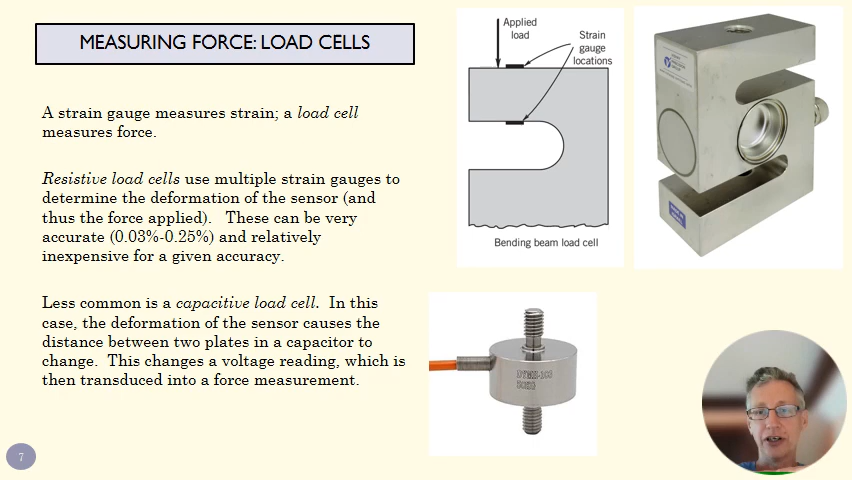 MEASURING FORCE: LOAD CELLS
A strain gauge measures strain; a load cell
measures force.
Resistive load cells use multiple strain gauges to
determine the deformation of the sensor (and
thus the force applied).   These can be very
accurate (0.03%-0.25%) and relatively
inexpensive for a given accuracy.
Less common is a capacitive load cell.  In this
case, the deformation of the sensor causes the
distance between two plates in a capacitor to
change.  This changes a voltage reading, which is
then transduced into a force measurement.
Applied
load
Strain
gauge
locations
Bending beam load cell
7